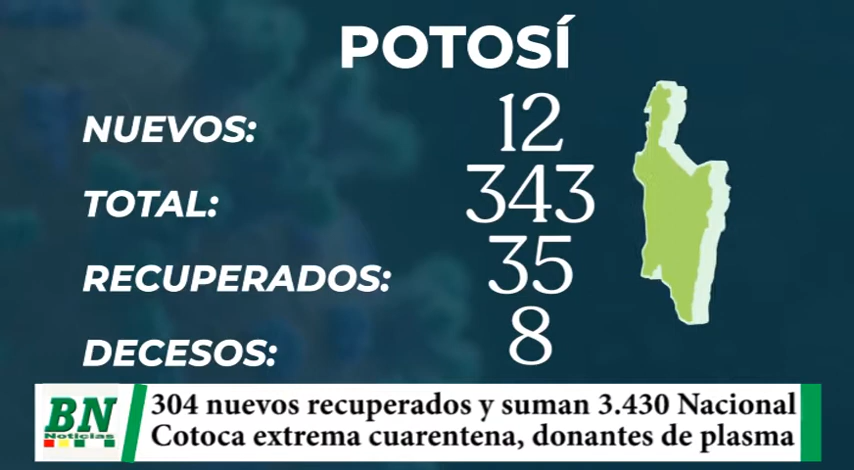 POTOSÍ
NUEVOS: 12
TOTAL: 343
RECUPERADOS: 35
DECESOS: 8
BN
Noticias
304 nuevos recuperados y suman 3.430 Nacional
Cotoca extrema cuarentena, donantes de plasma